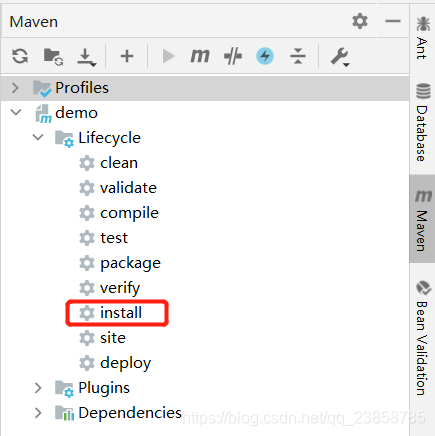 Maven
Profiles
demo
Lifecycle
clean
validate
compile
test
package
verify
install
site
deploy
Plugins
Dependencies
Ant
Database
Maven
Bean Validation
https://blog.csdn.net/qq_23858785